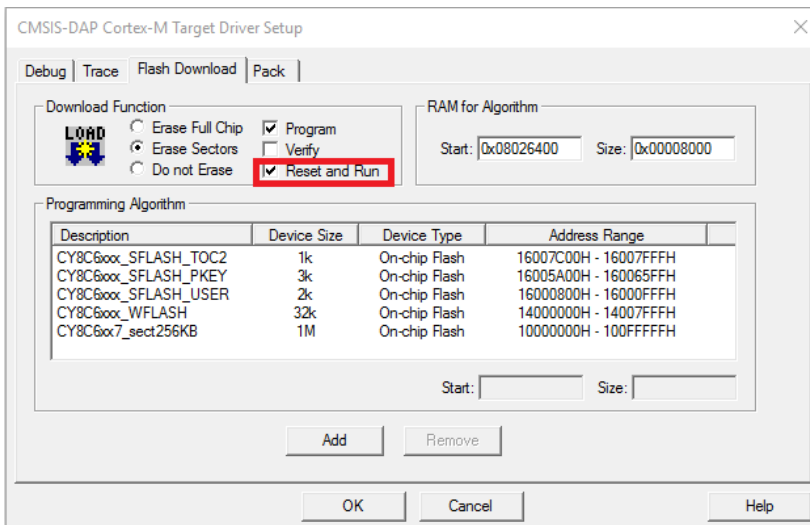 CMSIS-DAP Cortex-M Target Driver Setup
Debug Trace Flash Download Pack
Download Function
LOAD
Erase Full Chip
Erase Sectors
Do not Erase
Program
Verify
Reset and Run
RAM for Algorithm
Start: 0x08026400 Size: 0x00008000
Programming Algorithm
Description Device Size Device Type Address Range
CY8C6xxx_SFLASH_TOC2 1k On-chip Flash 16007C00H - 16007FFFH
CY8C6xxx_SFLASH_PKEY 3k On-chip Flash 16005A00H - 160065FFH
CY8C6xxx_SFLASH_USER 2k On-chip Flash 16000800H - 16000FFFH
CY8C6xxx_WFLASH 32k On-chip Flash 14000000H - 14007FFFH
CY8C6xx7_sect256KB 1M On-chip Flash 10000000H - 100FFFFFH
Start: Size:
Add Remove
OK Cancel Help